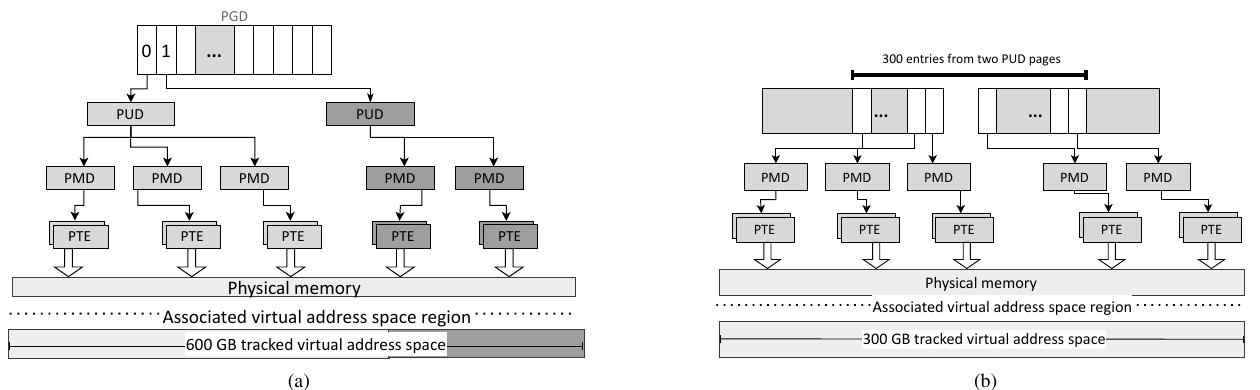 PGD
0 1 ...
PUD PUD
PMD PMD PMD PMD PMD
PTE PTE PTE PTE PTE
Physical memory
Associated virtual address space region
600 GB tracked virtual address space
(a)
300 entries from two PUD pages
... ...
PMD PMD PMD PMD PMD
PTE PTE PTE PTE PTE
Physical memory
Associated virtual address space region
300 GB tracked virtual address space
(b)